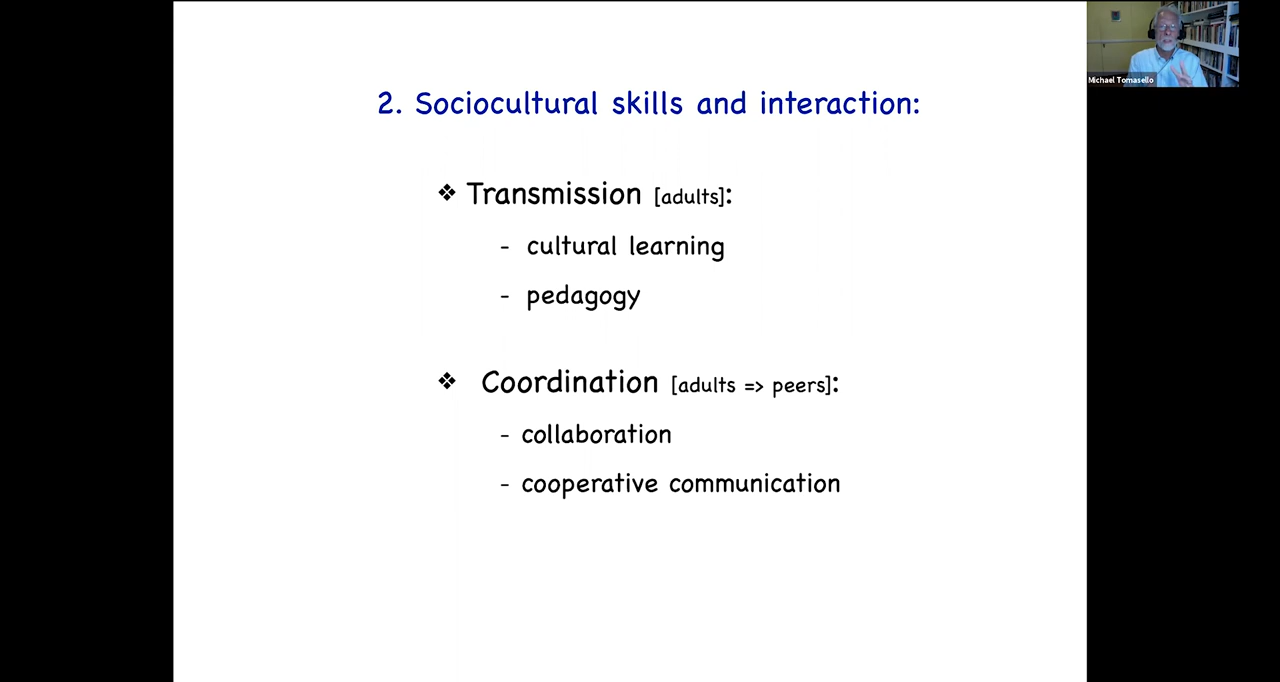 2. Sociocultural skills and interaction:
❖ Transmission [adults]:
- cultural learning
- pedagogy
❖ Coordination [adults => peers]:
- collaboration
- cooperative communication
Michael Tomasello